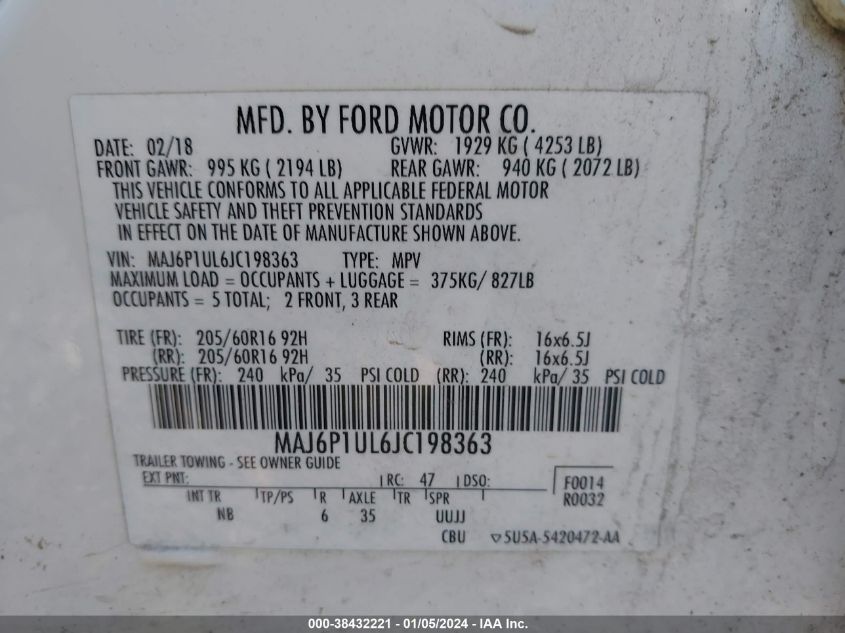 MFD. BY FORD MOTOR CO.
DATE: 02/18 GVWR: 1929 KG ( 4253 LB)
FRONT GAWR: 995 KG ( 2194 LB) REAR GAWR: 940 KG ( 2072 LB)
THIS VEHICLE CONFORMS TO ALL APPLICABLE FEDERAL MOTOR
VEHICLE SAFETY AND THEFT PREVENTION STANDARDS
IN EFFECT ON THE DATE OF MANUFACTURE SHOWN ABOVE.
VIN: MAJ6P1UL6JC198363 TYPE: MPV
MAXIMUM LOAD = OCCUPANTS + LUGGAGE = 375KG/ 827LB
OCCUPANTS = 5 TOTAL; 2 FRONT, 3 REAR
TIRE (FR): 205/60R16 92H RIMS (FR): 16x6.5J
(RR): 205/60R16 92H (RR): 16x6.5J
PRESSURE (FR): 240 kPa/ 35 PSI COLD (RR): 240 kPa/ 35 PSI COLD
MAJ6P1UL6JC198363
TRAILER TOWING - SEE OWNER GUIDE
EXT PNT: RC: 47 DSO: F0014
R0032
INT TR TP/PS R AXLE TR SPR
NB 6 35 UUJJ
CBU 5U5A-5420472-AA
000-38432221 - 01/05/2024 - IAA Inc.